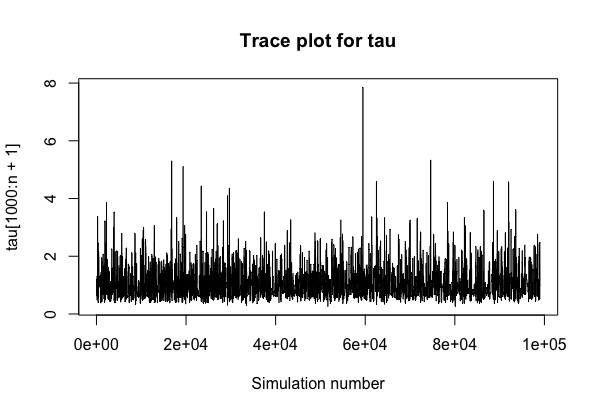 Trace plot for tau
tau[1000:n + 1]
8
6
4
2
0
0e+00 2e+04 4e+04 6e+04 8e+04 1e+05
Simulation number